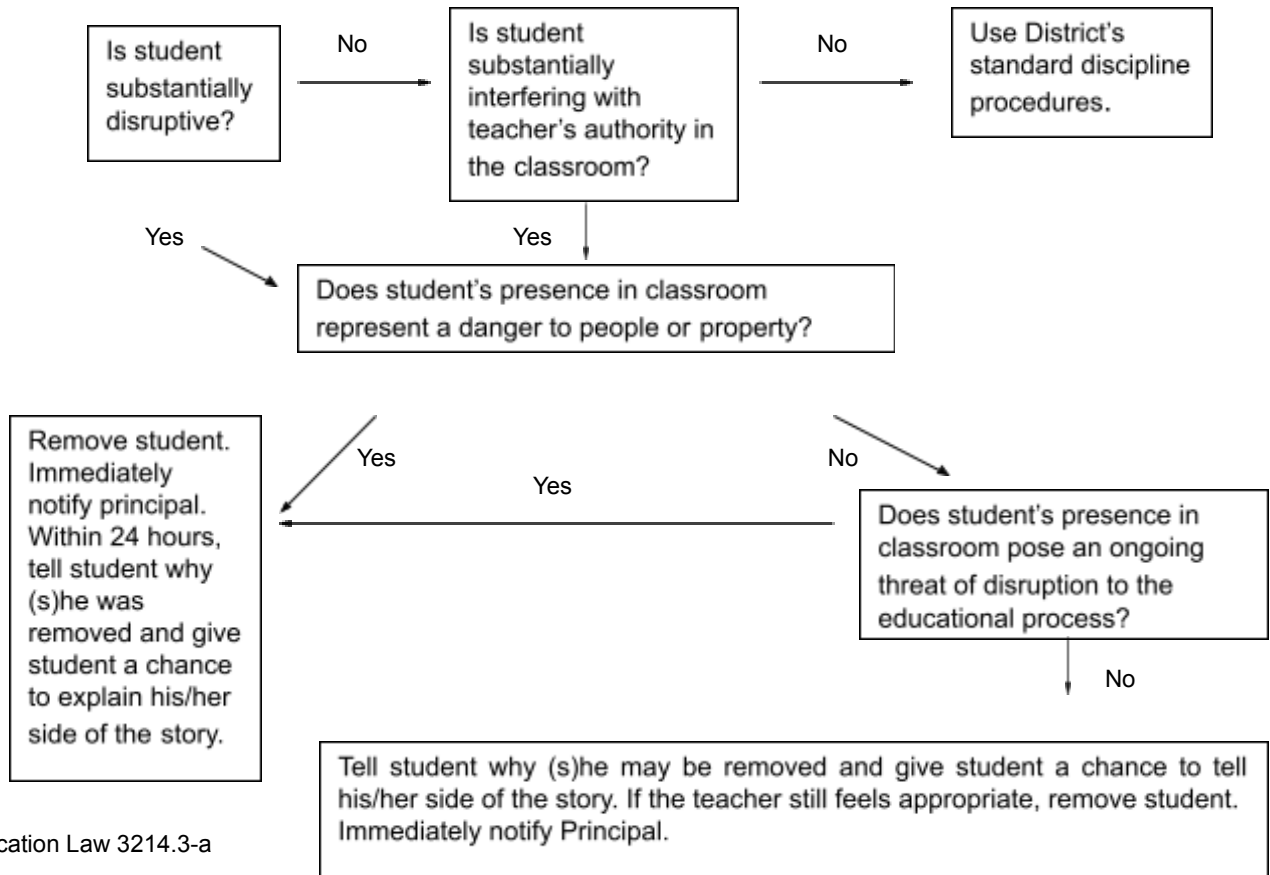 Is student
substantially
disruptive?
No
Is student
substantially
interfering with
teacher’s authority in
the classroom?
No
Use District’s
standard discipline
procedures.
Yes
Yes
Does student’s presence in classroom
represent a danger to people or property?
Remove student.
Immediately
notify principal.
Within 24 hours,
tell student why
(s)he was
removed and give
student a chance
to explain his/her
side of the story.
Yes
Yes
No
Does student’s presence in
classroom pose an ongoing
threat of disruption to the
educational process?
No
Tell student why (s)he may be removed and give student a chance to tell
his/her side of the story. If the teacher still feels appropriate, remove student.
Immediately notify Principal.
cation Law 3214.3-a